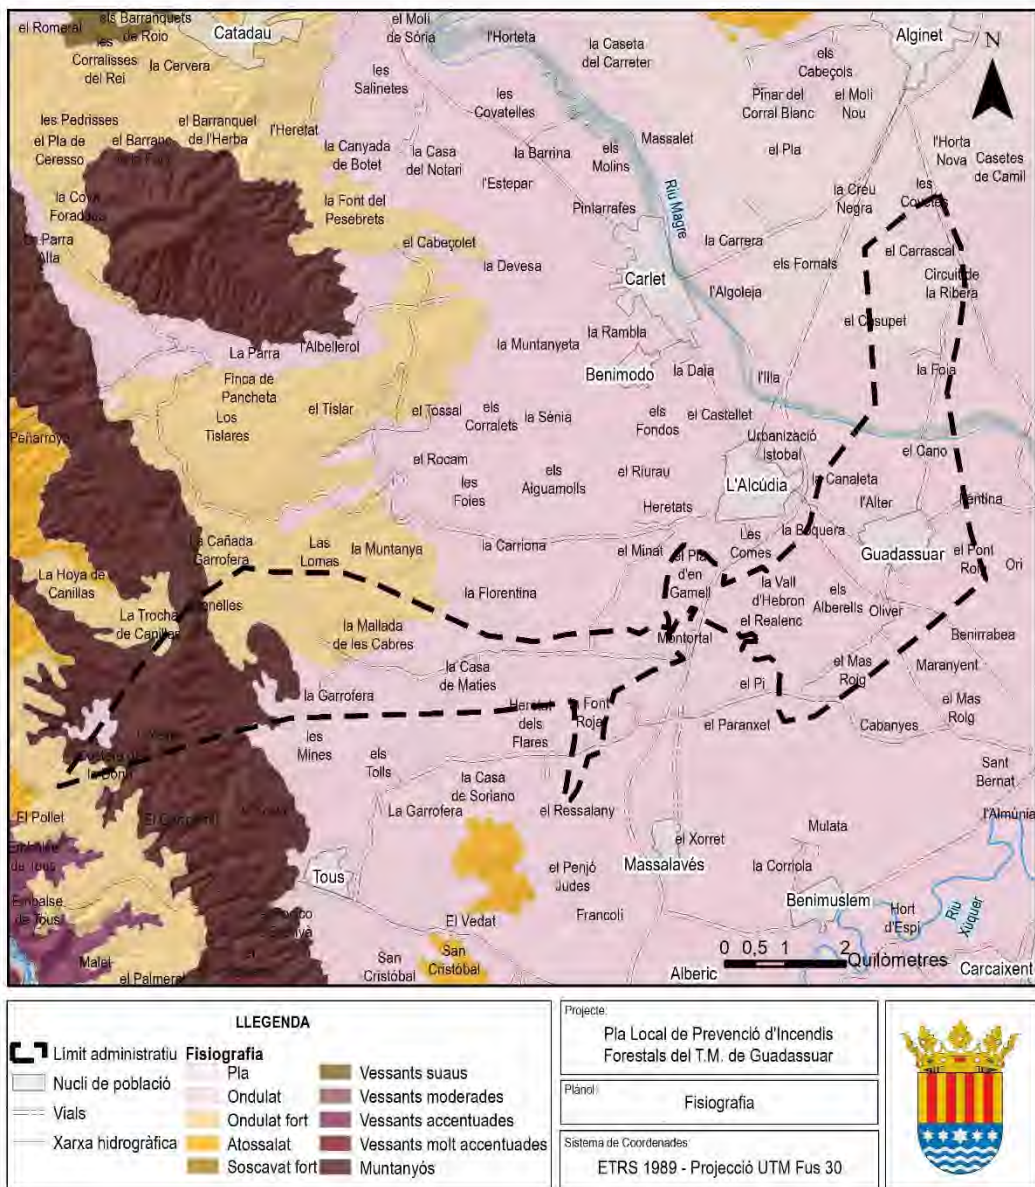 el Romeral
els Barranquets
de Roio
Catadau
el Molí
de Sória
l'Horteta
la Caseta
del Carreter
Alginet
N
les
Corralisses
del Rei
la Cervera
les
Salinetes
els
Cabeçois
les
Covatelles
Pinar del
Corral Blanc
el Molí
Nou
les Pedrisses
el Barranquet
de l'Herba
l'Heretat
Massalet
el Pla de
Ceresso
el Barranc
la Canyada
de Botet
la Casa
del Notari
la Barrina
els
Molins
el Pla
l'Horta
Nova
Casetes
de Camil
l'Estepar
la Creu
Negra
les
la Cova
la Font del
Pesebrets
Pintarrafes
Riu Magre
Parra
Alta
el Cabeçolet
la Devesa
la Carrera
el Carrascal
els Fornals
Carlet
l'Algoleja
Circuit de
la Ribera
la Rambla
La Parra
l'Albellerol
la Muntanyeta
Benimodo
la Daia
l'Illa
la Foia
Finca de
Pancheta
Los
Tislares
el Tislar
el Tossal
els
Corralets
la Sénia
els
Fondos
el Castellet
Peñarroya
Urbanizació
Istobal
el Cano
el Rocam
les
Foies
els
Aiguamolls
el Riurau
L'Alcúdia
la Canaleta
Heretats
l'Alter
La Cañada
Garrofera
Las
Lomas
la Muntanya
la Carriona
el Minat
Les
Comes
Guadassuar
el Pla
d'en
Gamell
el Pont
Ori
La Hoya de
Canillas
la Florentina
la Vall
d'Hebron
els
Alberells
Oliver
La Trocha
de Canillas
la Mallada
de les Cabres
Montortal
el Realenc
Benirrabea
la Casa
de Maties
el Mas
Roig
Maranyent
la Garrofera
el Pi
Heretat
dels
Flares
la Font
Roja
el Paranxet
Cabanyes
el Mas
Roig
les
Mines
els
Tolls
la Casa
de Soriano
Sant
Bernat
El Pollet
La Garrofera
el Ressalany
l'Almúnia
el Xorret
Mulata
Embalse
de Tous
Tous
el Penjó
Judes
Massalavés
la Corriola
Benimuslem
Hort
d'Espí
Riu
Xúquer
El Vedat
Francoli
Malet
el Palmeral
San
Cristóbal
San
Cristóbal
Alberic
0 0,5 1 2
Quilòmetres
Carcaixent
LLEGENDA
Límit administratiu
Nucli de població
Vials
Xarxa hidrogràfica
Fisiografia
Pla
Ondulat
Ondulat fort
Atossalat
Soscavat fort
Vessants suaus
Vessants moderades
Vessants accentuades
Vessants molt accentuades
Muntanyós
Projecte:
Pla Local de Prevenció d'Incendis
Forestals del T.M. de Guadassuar
Plànol:
Fisiografia
Sistema de Coordenades:
ETRS 1989 - Projecció UTM Fus 30